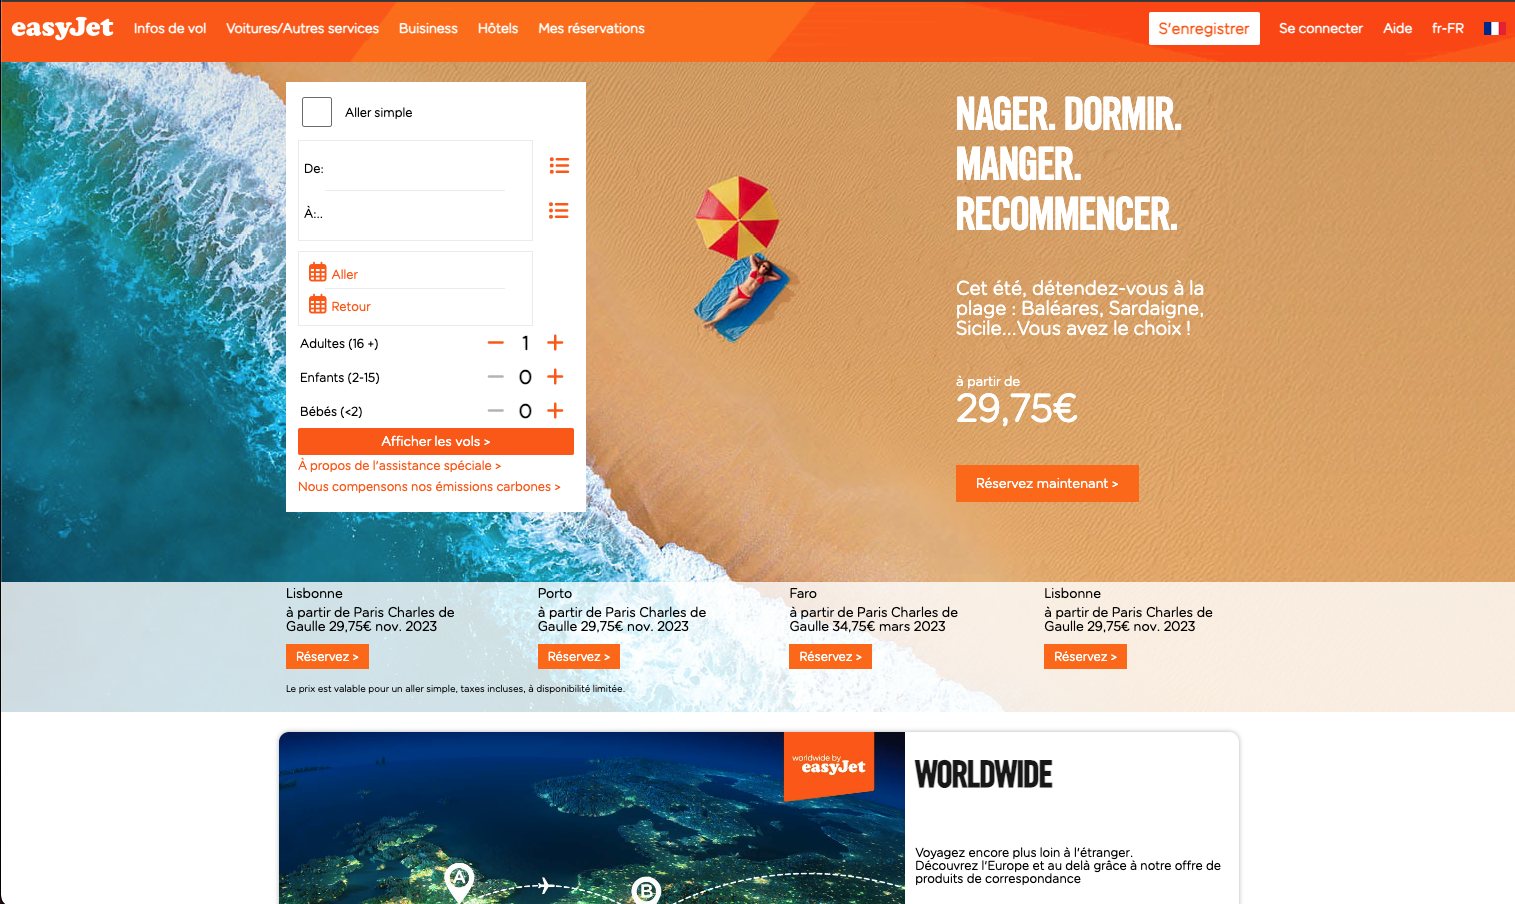 easyJet Infos de vol Voitures/Autres services Buisiness Hôtels Mes réservations S'enregistrer Se connecter Aide fr-FR
Aller simple
De:
À:..
Aller
Retour
Adultes (16 +) 1
Enfants (2-15) 0
Bébés (<2) 0
Afficher les vols >
À propos de l'assistance spéciale >
Nous compensons nos émissions carbones >
NAGER. DORMIR.
MANGER.
RECOMMENCER.
Cet été, détendez-vous à la
plage : Baléares, Sardaigne,
Sicile...Vous avez le choix !
à partir de
29,75€
Réservez maintenant >
Lisbonne
à partir de Paris Charles de
Gaulle 29,75€ nov. 2023
Réservez >
Porto
à partir de Paris Charles de
Gaulle 29,75€ nov. 2023
Réservez >
Faro
à partir de Paris Charles de
Gaulle 34,75€ mars 2023
Réservez >
Lisbonne
à partir de Paris Charles de
Gaulle 29,75€ nov. 2023
Réservez >
Le prix est valable pour un aller simple, taxes incluses, à disponibilité limitée.
worldwide by
easyJet
A
B
WORLDWIDE
Voyagez encore plus loin à l'étranger.
Découvrez l'Europe et au delà grâce à notre offre de
produits de correspondance